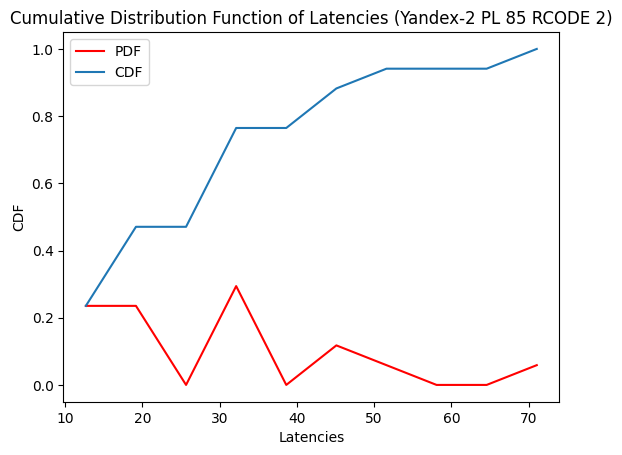 Cumulative Distribution Function of Latencies (Yandex-2 PL 85 RCODE 2)
PDF
CDF
1.0
0.8
0.6
0.4
0.2
0.0
CDF
10 20 30 40 50 60 70
Latencies